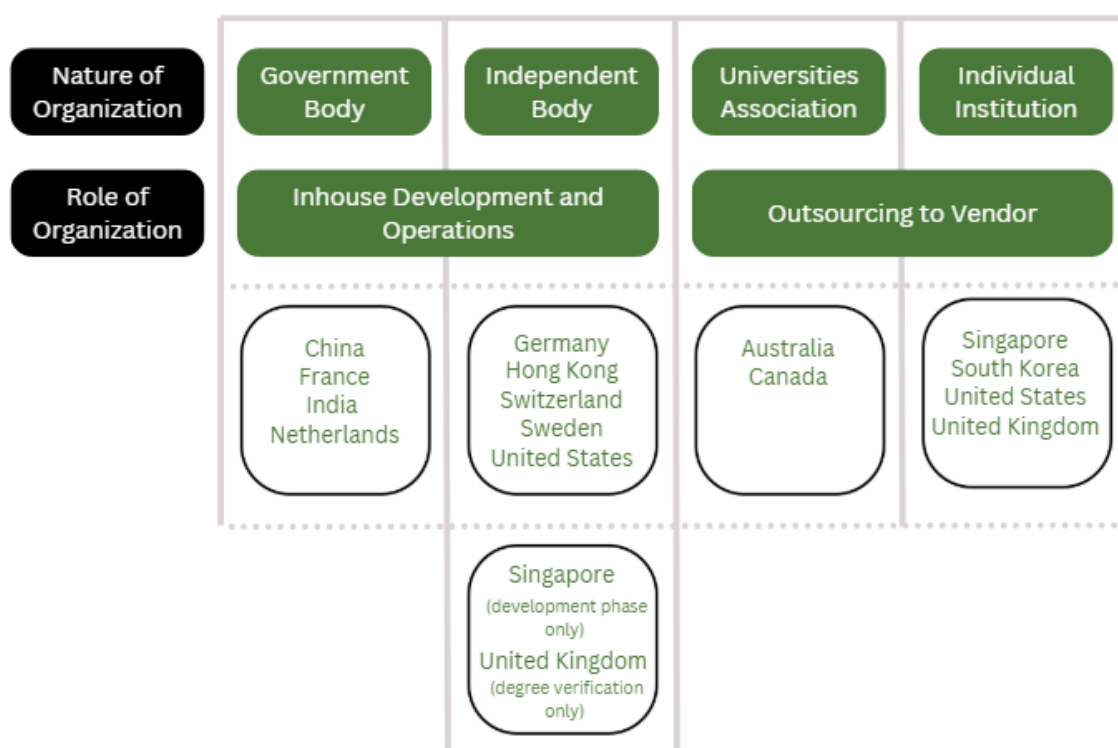 Nature of
Organization
Government
Body
Independent
Body
Universities
Association
Individual
Institution
Role of
Organization
Inhouse Development and
Operations
Outsourcing to Vendor
China
France
India
Netherlands
Germany
Hong Kong
Switzerland
Sweden
United States
Australia
Canada
Singapore
South Korea
United States
United Kingdom
Singapore
(development phase
only)
United Kingdom
(degree verification
only)